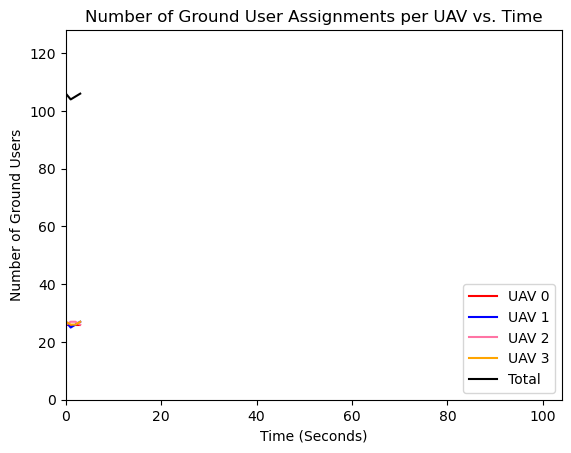 Number of Ground User Assignments per UAV vs. Time
120
100
80
60
40
20
0
Number of Ground Users
0 20 40 60 80 100
Time (Seconds)
UAV 0
UAV 1
UAV 2
UAV 3
Total